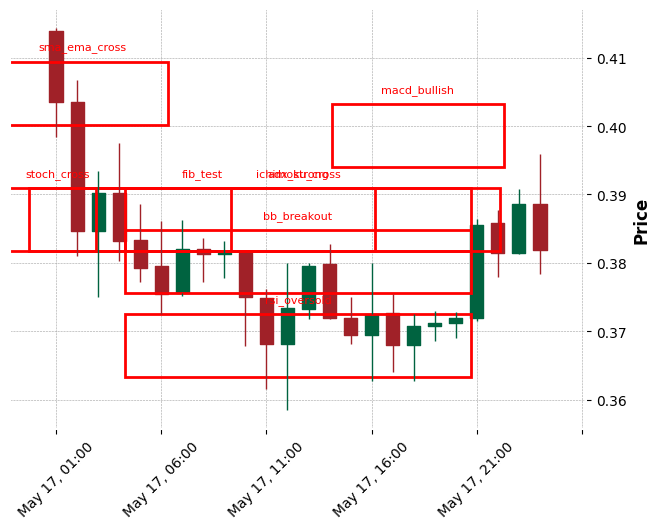 sma_ema_cross
macd_bullish
stoch_cross
fib_test
bb_breakout
0.41
0.40
0.39
0.38
0.37
0.36
Price
May 17, 01:00
May 17, 06:00
May 17, 11:00
May 17, 16:00
May 17, 21:00